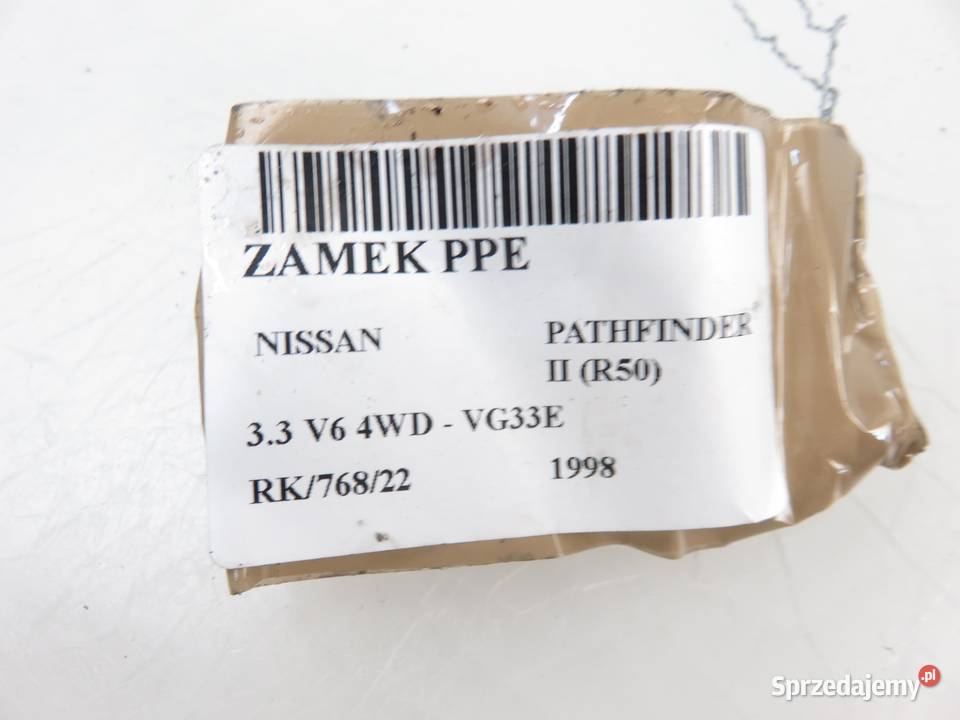 ZAMEK PPE
NISSAN PATHFINDER
II (R50)
3.3 V6 4WD - VG33E
RK/768/22 1998
Sprzedajemy.pl